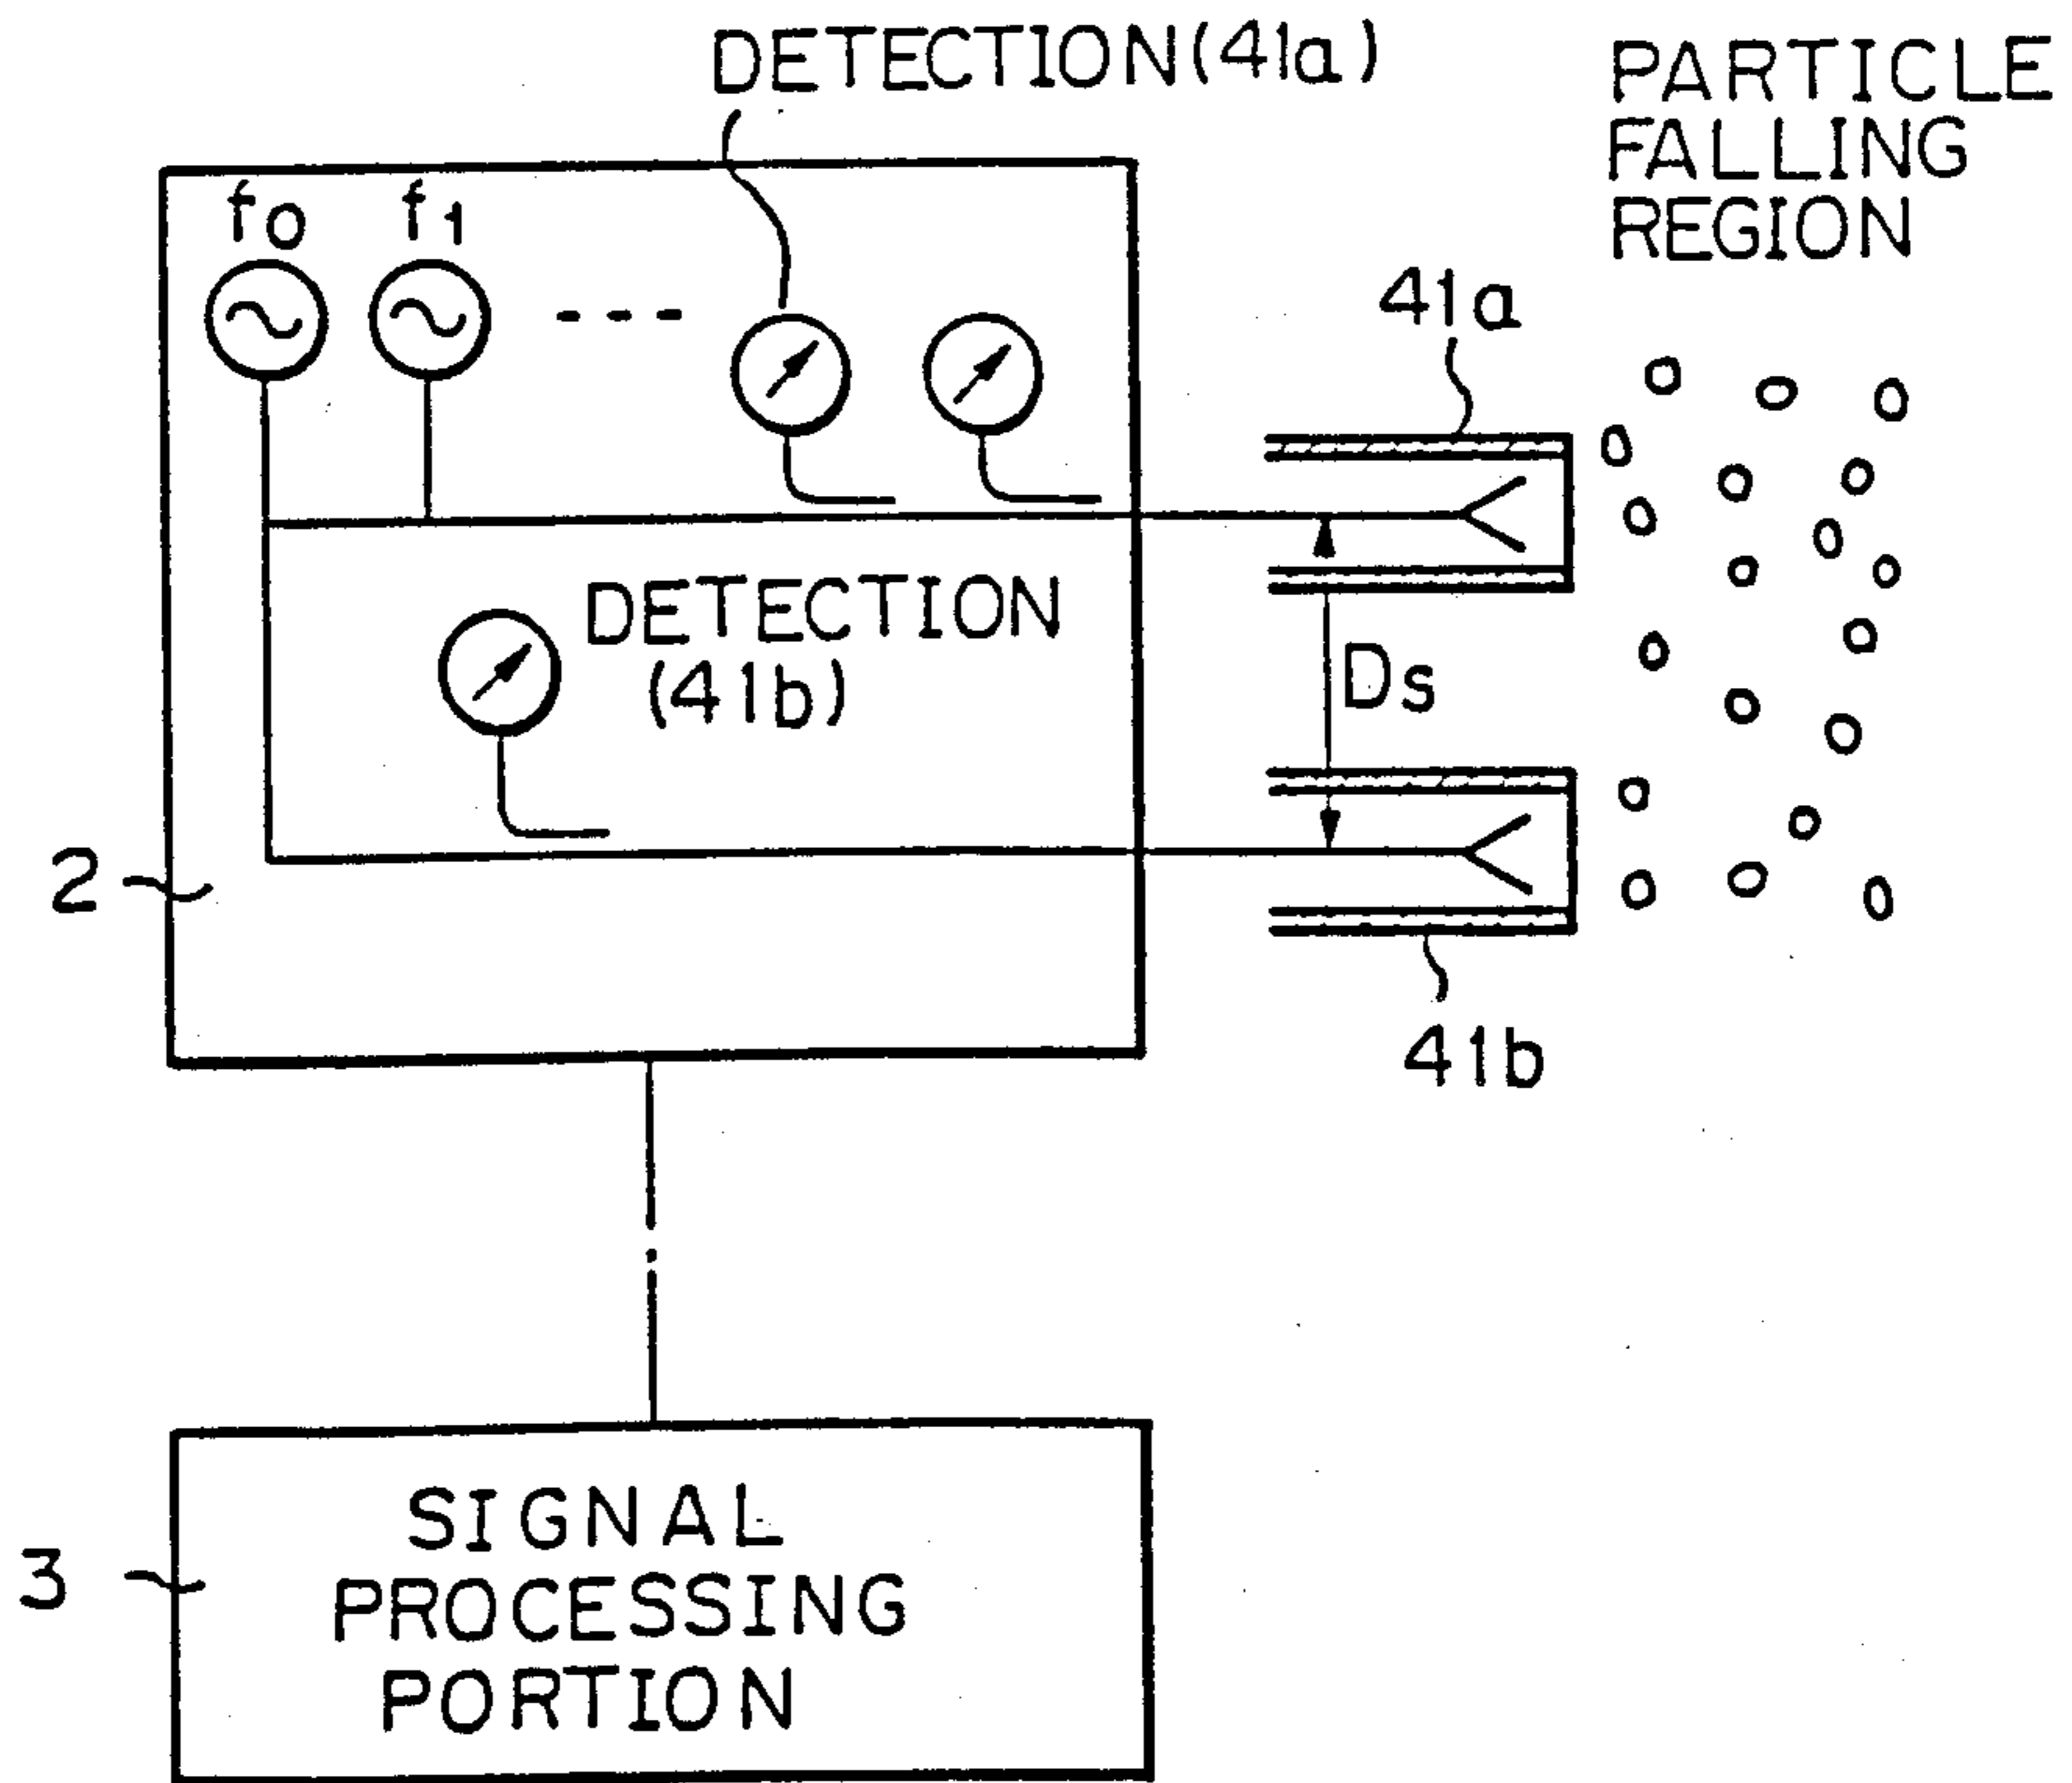 DETECTION(41a)
PARTICLE
FALLING
REGION
f0
f1
41a
DETECTION
(41b)
Ds
2
41b
3
SIGNAL
PROCESSING
PORTION